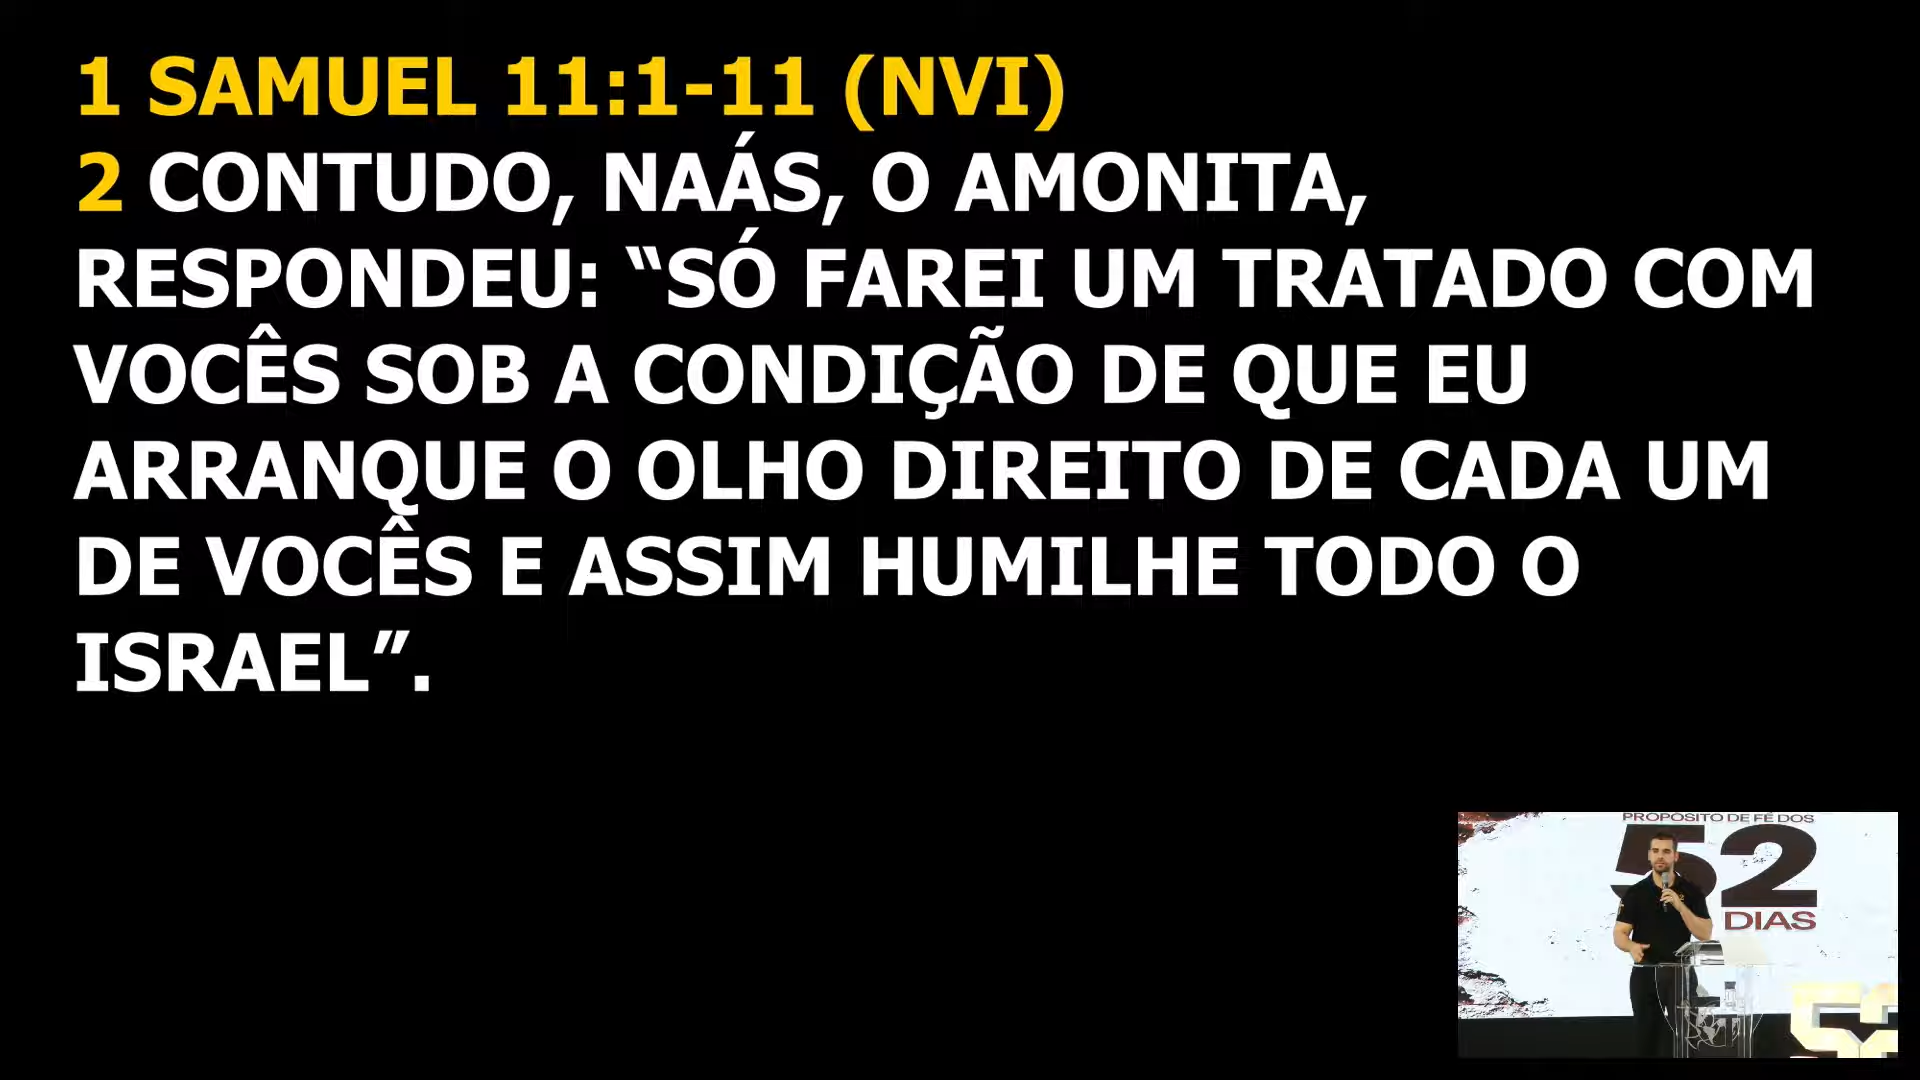 1 SAMUEL 11:1-11 (NVI)
2 CONTUDO, NAÁS, O AMONITA,
RESPONDEU: “SÓ FAREI UM TRATADO COM
VOCÊS SOB A CONDIÇÃO DE QUE EU
ARRANQUE O OLHO DIREITO DE CADA UM
DE VOCÊS E ASSIM HUMILHE TODO O
ISRAEL”.
PROPÓSITO DE FÉ DOS
52
DIAS